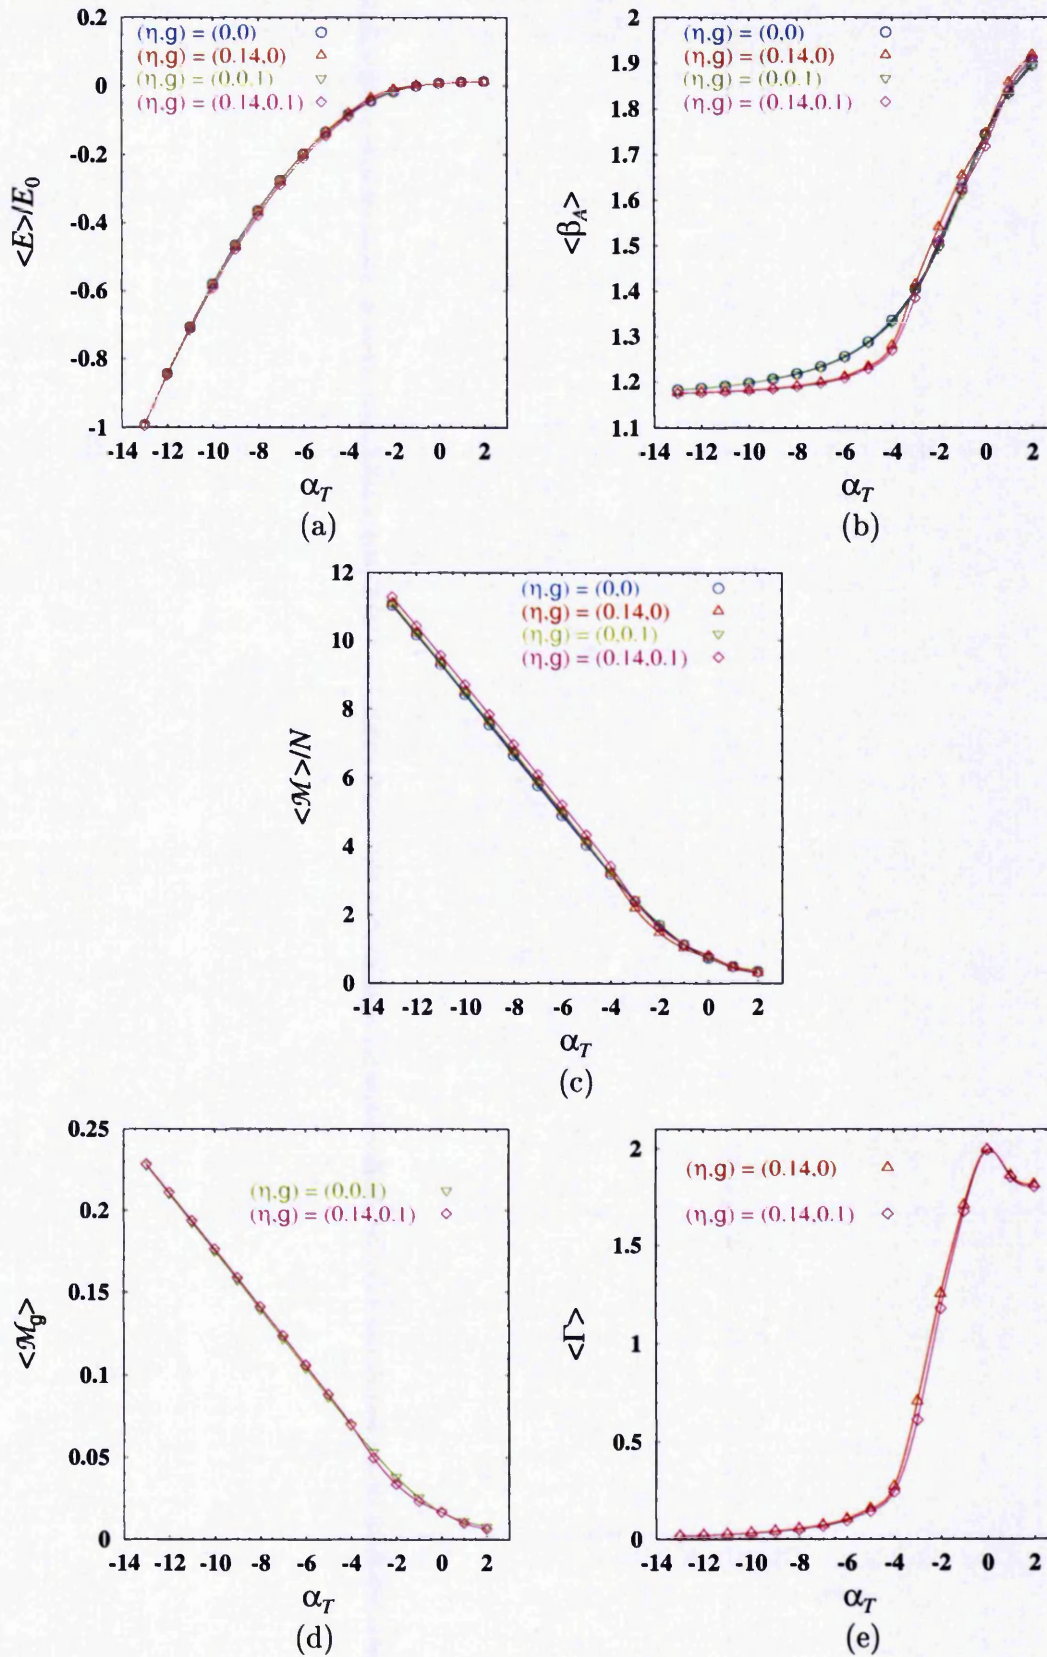 0.2
0
-0.2
-0.4
-0.6
-0.8
-1
<E>/E0
(η,g) = (0,0)
(η,g) = (0.14,0)
(η,g) = (0,0.1)
(η,g) = (0.14,0.1)
-14 -12 -10 -8 -6 -4 -2 0 2
αT
(a)
2
1.9
1.8
1.7
1.6
1.5
1.4
1.3
1.2
1.1
<βA>
(η,g) = (0,0)
(η,g) = (0.14,0)
(η,g) = (0,0.1)
(η,g) = (0.14,0.1)
-14 -12 -10 -8 -6 -4 -2 0 2
αT
(b)
12
10
8
6
4
2
0
<ℳ>/N
(η,g) = (0,0)
(η,g) = (0.14,0)
(η,g) = (0,0.1)
(η,g) = (0.14,0.1)
-14 -12 -10 -8 -6 -4 -2 0 2
αT
(c)
0.25
0.2
0.15
0.1
0.05
0
<ℳg>
(η,g) = (0,0.1)
(η,g) = (0.14,0.1)
-14 -12 -10 -8 -6 -4 -2 0 2
αT
(d)
2
1.5
1
0.5
0
<Γ>
(η,g) = (0.14,0)
(η,g) = (0.14,0.1)
-14 -12 -10 -8 -6 -4 -2 0 2
αT
(e)